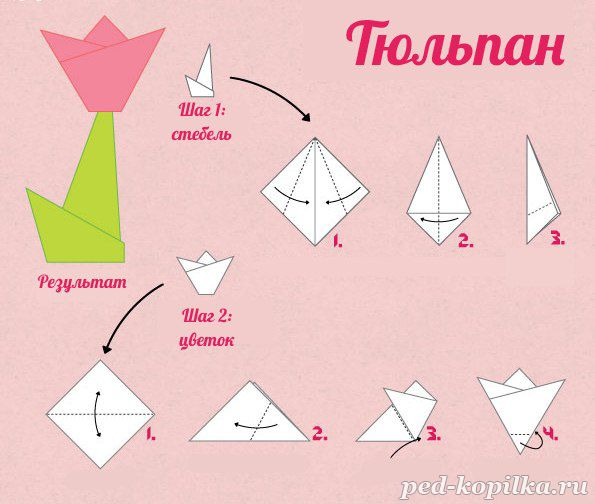 Тюльпан
Шаг 1:
стебель
1.
2.
3.
Результат
Шаг 2:
цветок
1.
2.
3.
4.
ped-kopilka.ru